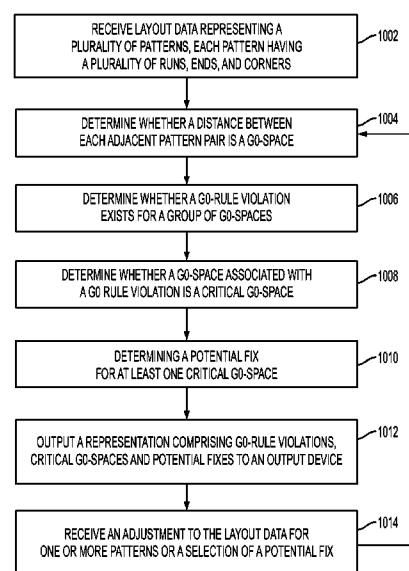 RECEIVE LAYOUT DATA REPRESENTING A
PLURALITY OF PATTERNS, EACH PATTERN HAVING
A PLURALITY OF RUNS, ENDS, AND CORNERS
1002
DETERMINE WHETHER A DISTANCE BETWEEN
EACH ADJACENT PATTERN PAIR IS A G0-SPACE
1004
DETERMINE WHETHER A G0-RULE VIOLATION
EXISTS FOR A GROUP OF G0-SPACES
1006
DETERMINE WHETHER A G0-SPACE ASSOCIATED WITH
A G0 RULE VIOLATION IS A CRITICAL G0-SPACE
1008
DETERMINING A POTENTIAL FIX
FOR AT LEAST ONE CRITICAL G0-SPACE
1010
OUTPUT A REPRESENTATION COMPRISING G0-RULE VIOLATIONS,
CRITICAL G0-SPACES AND POTENTIAL FIXES TO AN OUTPUT DEVICE
1012
RECEIVE AN ADJUSTMENT TO THE LAYOUT DATA FOR
ONE OR MORE PATTERNS OR A SELECTION OF A POTENTIAL FIX
1014